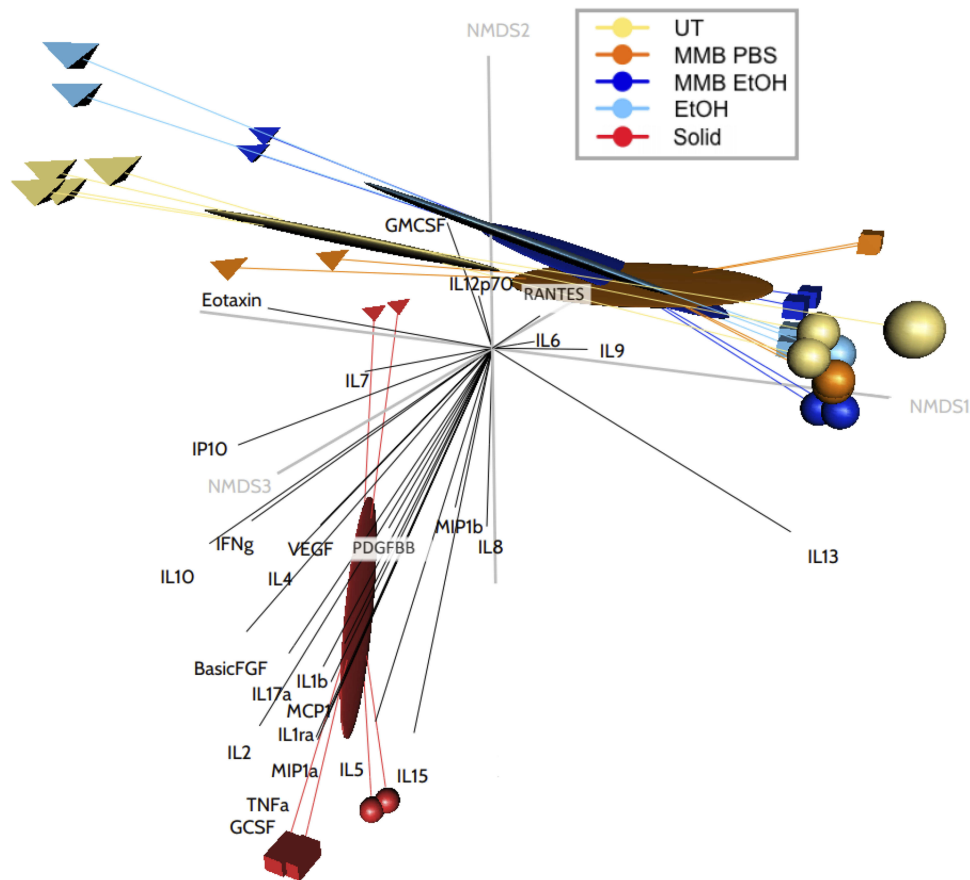 NMDS2
UT
MMB PBS
MMB EtOH
EtOH
Solid
GMCSF
IL12p70
RANTES
Eotaxin
IL6
IL9
IL7
NMDS1
IP10
NMDS3
MIP1b
IFNg
VEGF
PDGFBB
IL8
IL13
IL10
IL4
BasicFGF
IL17a
IL1b
MCP1
IL1ra
IL2
MIP1a
IL5
IL15
TNFa
GCSF